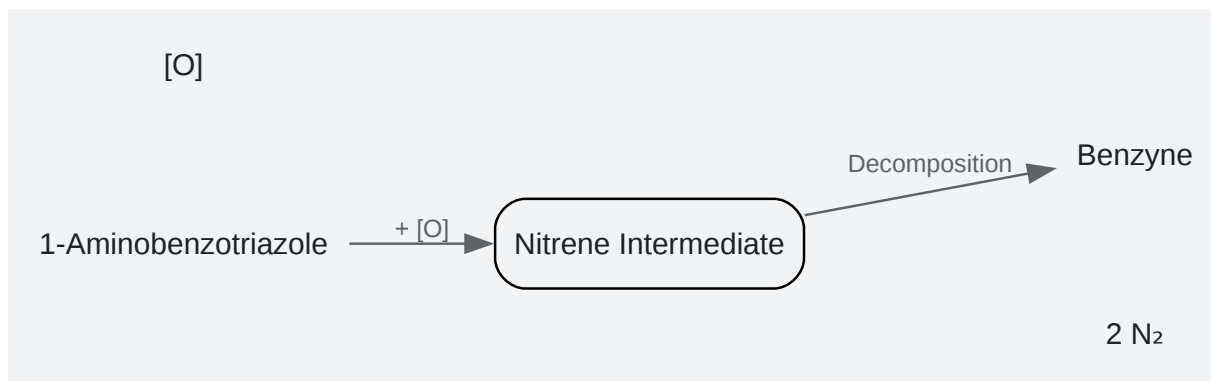 [O]
Decomposition
Benzyne
+ [O]
1-Aminobenzotriazole
Nitrene Intermediate
2 N₂